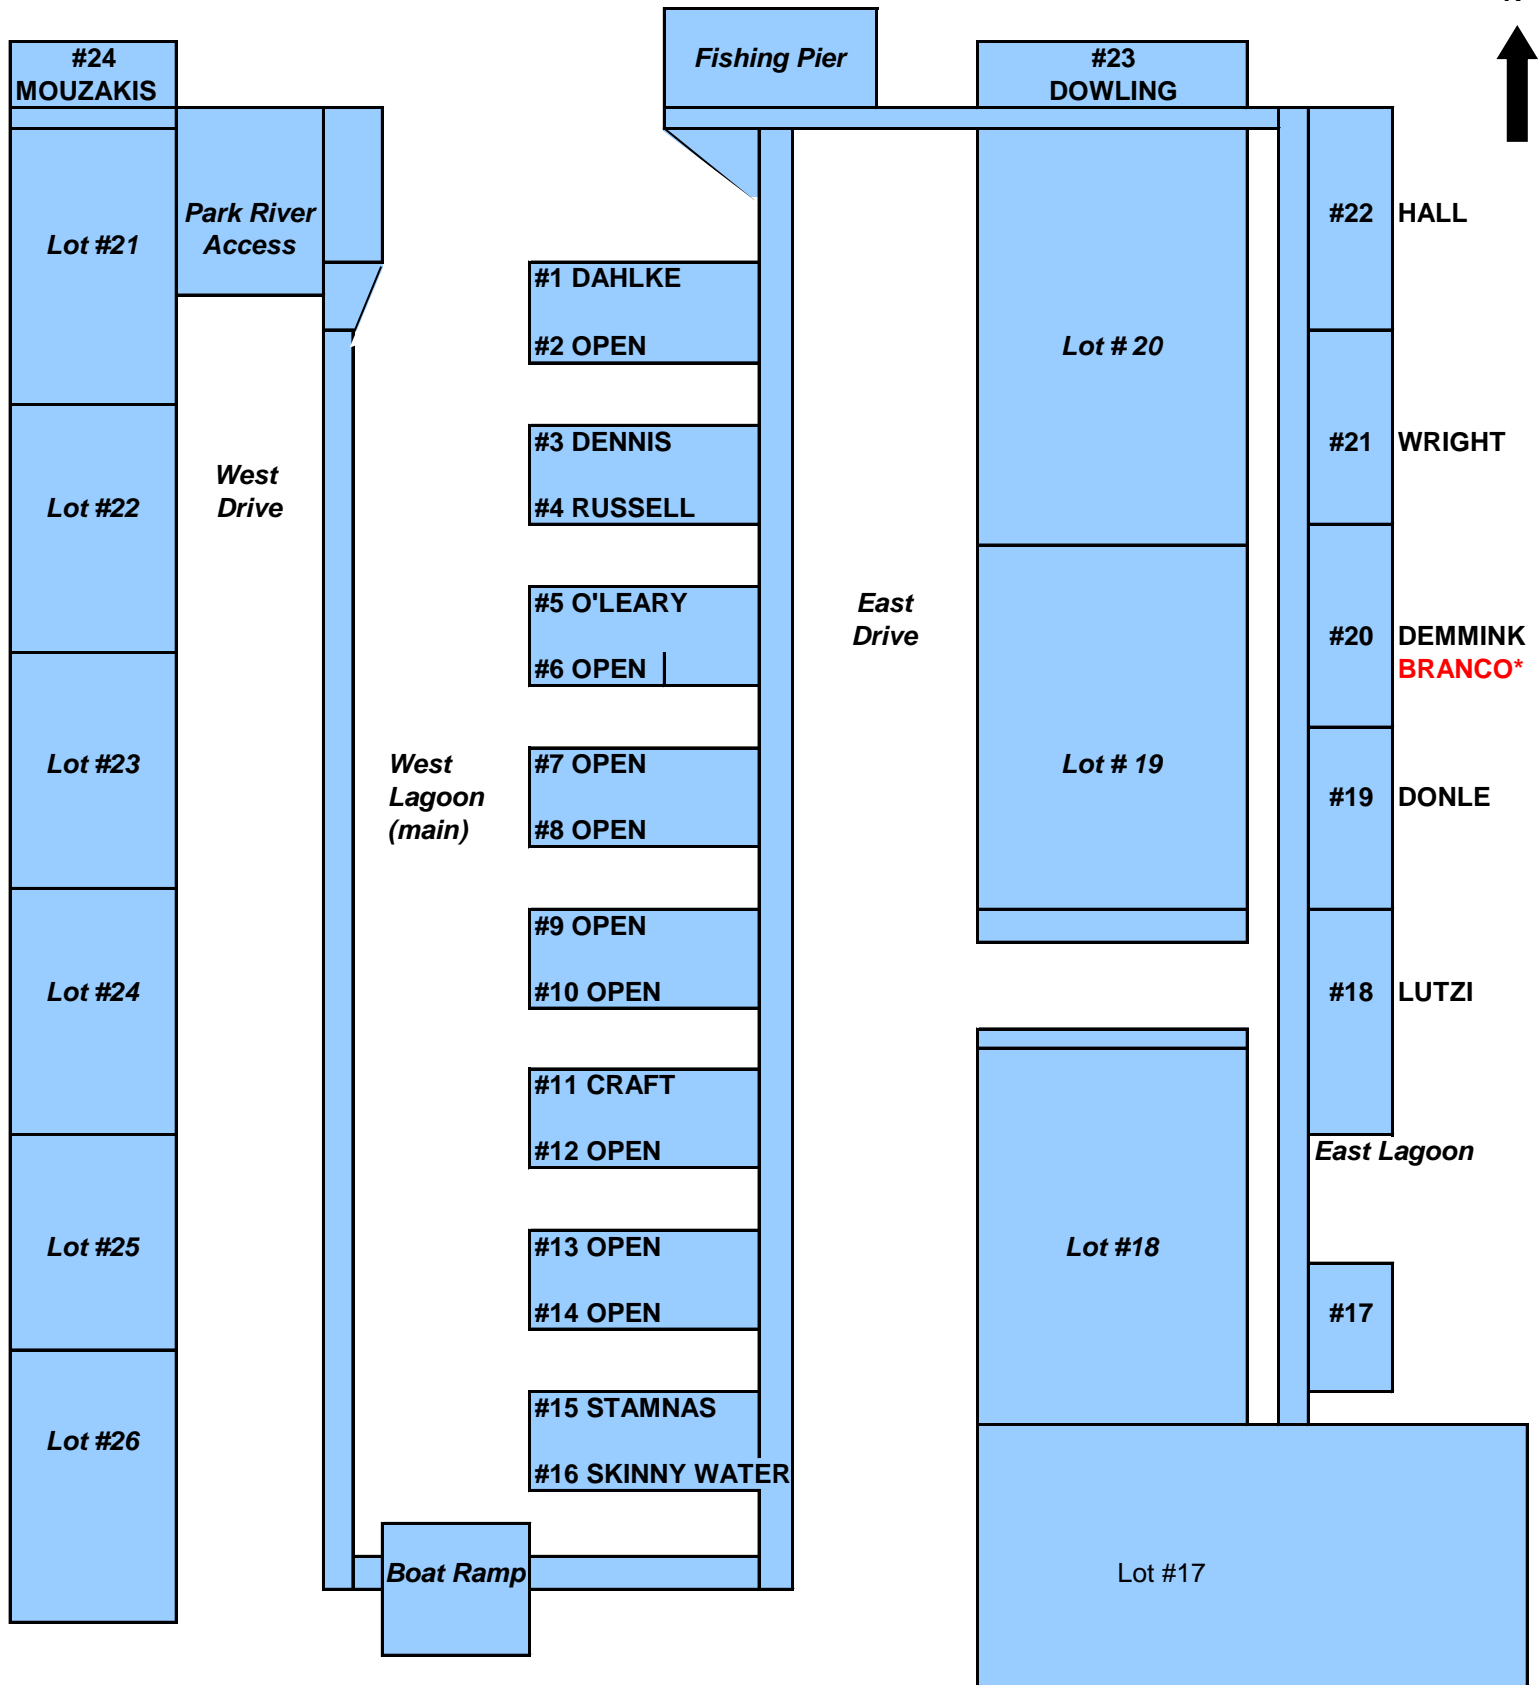 #24
MOUZAKIS
Fishing Pier
#23
DOWLING
Park River
Access
Lot #21
#22 HALL
#1 DAHLKE
#2 OPEN
Lot # 20
#3 DENNIS
#21 WRIGHT
West
Drive
Lot #22
#4 RUSSELL
#5 O'LEARY
East
Drive
#20 DEMMINK
BRANCO*
#6 OPEN
Lot #23
West
Lagoon
(main)
#7 OPEN
Lot # 19
#19 DONLE
#8 OPEN
#9 OPEN
Lot #24
#10 OPEN
#18 LUTZI
#11 CRAFT
#12 OPEN
East Lagoon
Lot #25
#13 OPEN
Lot #18
#14 OPEN
#17
#15 STAMNAS
Lot #26
#16 SKINNY WATER
Boat Ramp
Lot #17